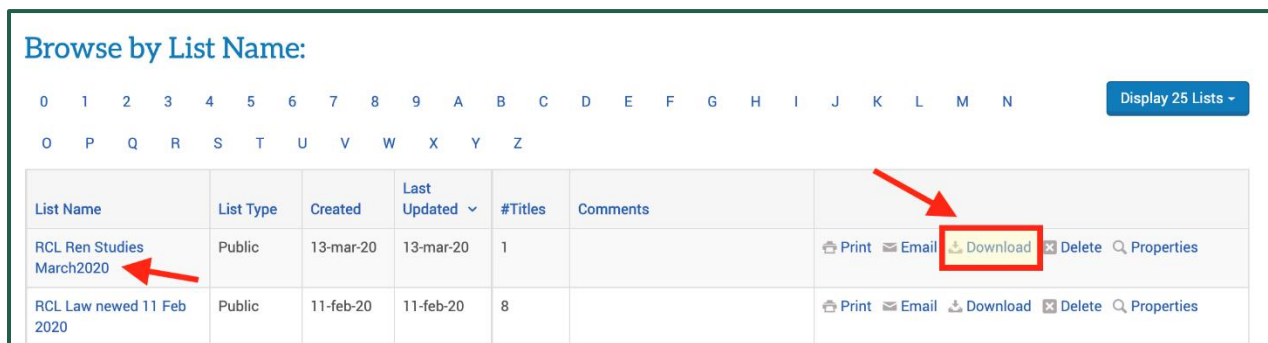 Browse by List Name:
0 1 2 3 4 5 6 7 8 9 A B C D E F G H I J K L M N
Display 25 Lists
O P Q R S T U V W X Y Z
List Name List Type Created Last Updated #Titles Comments
RCL Ren Studies March2020 Public 13-mar-20 13-mar-20 1 Print Email Download Delete Properties
RCL Law newed 11 Feb 2020 Public 11-feb-20 11-feb-20 8 Print Email Download Delete Properties